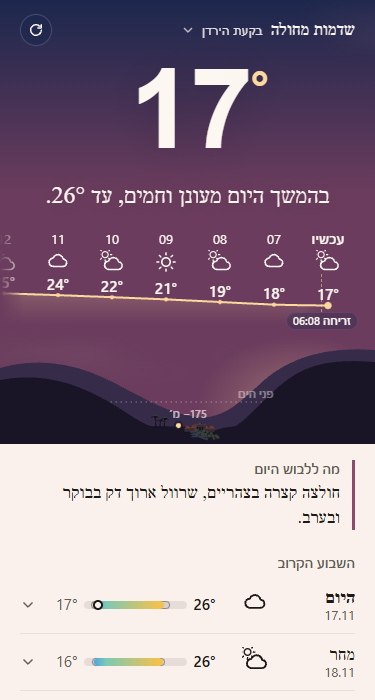 שדמות מחולה בקעת הירדן
17°
בהמשך היום מעונן וחמים, עד 26°.
עכשיו 07 08 09 10 11
17° 18° 19° 21° 22° 24°
זריחה 06:08
פני הים
−175 מ׳
מה ללבוש היום
חולצה קצרה בצהריים, שרוול ארוך דק בבוקר
ובערב.
השבוע הקרוב
היום 26° 17°
17.11
מחר 26° 16°
18.11